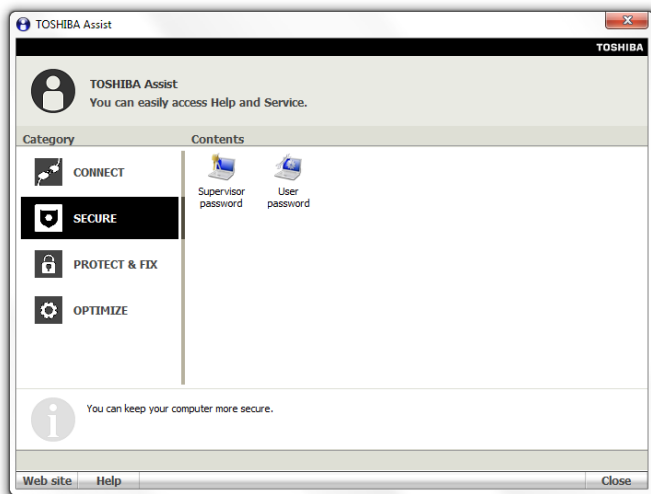 TOSHIBA Assist
TOSHIBA
TOSHIBA Assist
You can easily access Help and Service.
Category
Contents
CONNECT
SECURE
PROTECT & FIX
OPTIMIZE
Supervisor
password
User
password
You can keep your computer more secure.
Web site
Help
Close